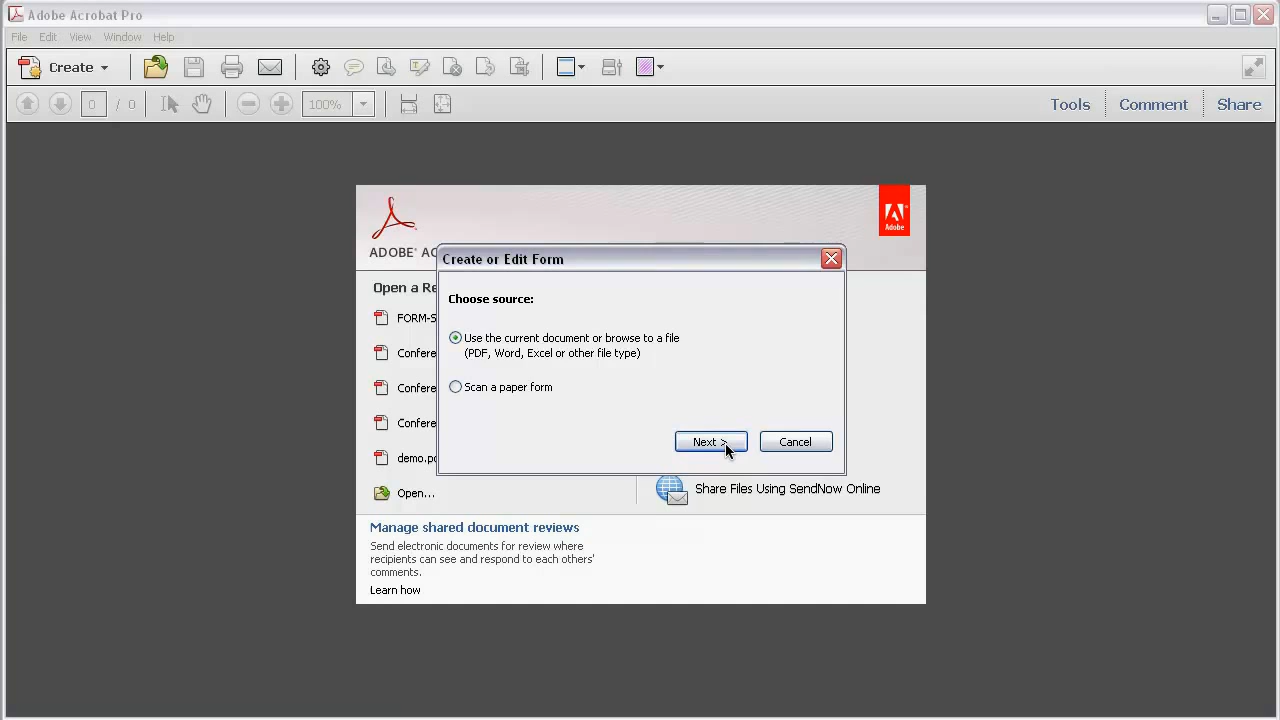 Adobe Acrobat Pro
File Edit View Window Help
Create
0 / 0 100% Tools Comment Share
Adobe
ADOBE® AC
Create or Edit Form
Open a Re
Choose source:
FORM-S
Use the current document or browse to a file
(PDF, Word, Excel or other file type)
Confere
Scan a paper form
Confere
Confere
Next > Cancel
demo.pd
Open...
Share Files Using SendNow Online
Manage shared document reviews
Send electronic documents for review where
recipients can see and respond to each others'
comments.
Learn how